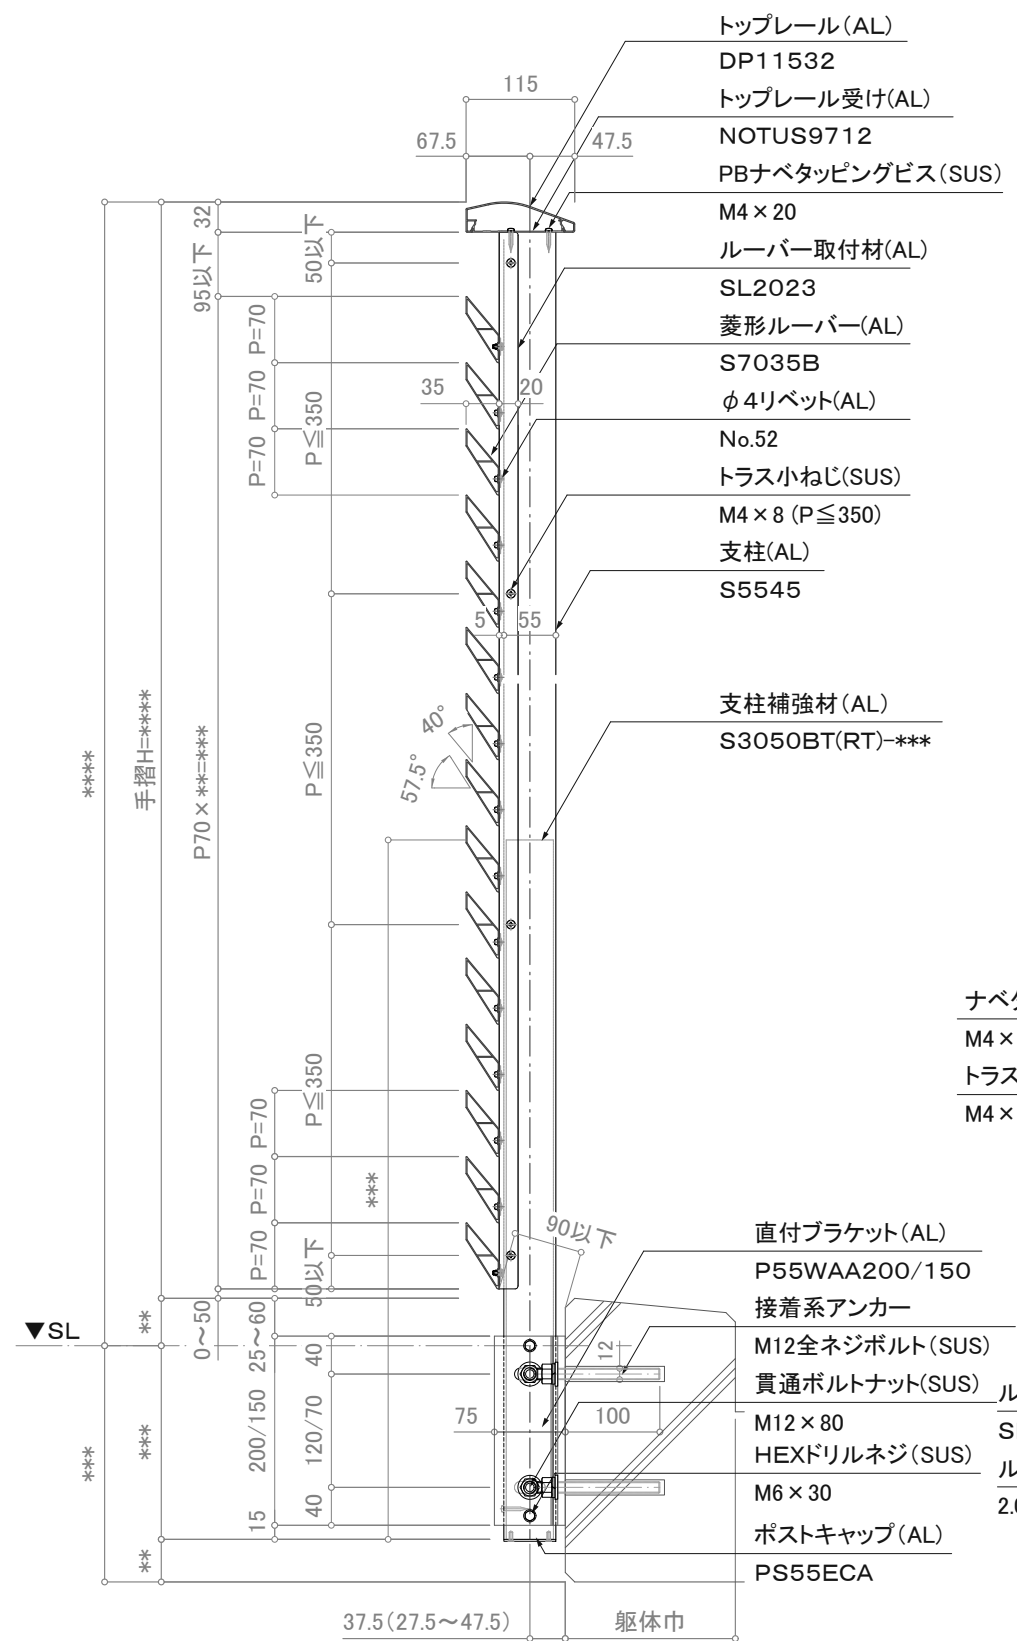 トップレール(AL)
DP11532
115
トップレール受け(AL)
67.5
47.5
NOTUS9712
PBナベタッピングビス(SUS)
M4×20
32
50以下
ルーバー取付材(AL)
95以下
SL2023
P=70
菱形ルーバー(AL)
S7035B
P=70
35
20
φ4リベット(AL)
P≦350
P=70
No.52
トラス小ねじ(SUS)
M4×8 (P≦350)
支柱(AL)
S5545
5
55
支柱補強材(AL)
S3050BT(RT)-***
40°
57.5°
****
手摺H=****
P70×**=****
P≦350
ナベ
M4×
トラス
M4×
P≦350
P=70
P=70
P=70
***
50以下
90以下
直付ブラケット(AL)
P55WAA200/150
接着系アンカー
M12全ネジボルト(SUS)
▼SL
**
0～50
25～60
40
12
貫通ボルトナット(SUS)
M12×80
ル
S
75
100
***
***
200/150
120/70
HEXドリルネジ(SUS)
M6×30
ル
2.
15
40
ポストキャップ(AL)
PS55ECA
**
37.5(27.5～47.5)
躯体巾